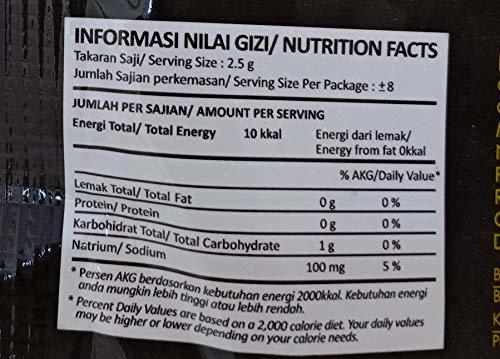 INFORMASI NILAI GIZI/ NUTRITION FACTS
Takaran Saji/ Serving Size : 2.5 g
Jumlah Sajian perkemasan/ Serving Size Per Package : ±8
JUMLAH PER SAJIAN/ AMOUNT PER SERVING
Energi Total/ Total Energy 10 kkal Energi dari lemak/
Energy from fat 0kkal
% AKG/Daily Value*
Lemak Total/ Total Fat 0 g 0 %
Protein/ Protein 0 g 0 %
Karbohidrat Total/ Total Carbohydrate 1 g 0 %
Natrium/ Sodium 100 mg 5 %
* Persen AKG berdasarkan kebutuhan energi 2000kkal. Kebutuhan energi
anda mungkin lebih tinggi atau lebih rendah.
* Percent Daily Values are based on a 2,000 calorie diet. Your daily values
may be higher or lower depending on your calorie needs.